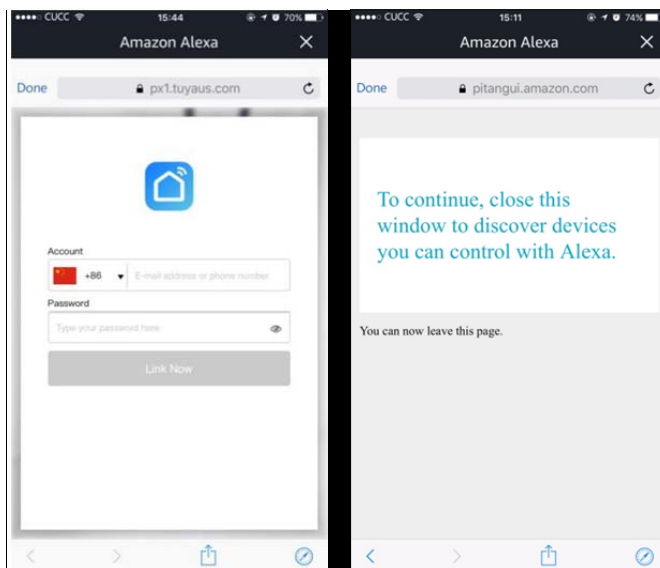 CUCC 15:44 70%
Amazon Alexa
Done px1.tuyaus.com
Account
+86 E-mail address or phone number
Password
Type your password here
Link Now
CUCC 15:11 74%
Amazon Alexa
Done pitangui.amazon.com
To continue, close this
window to discover devices
you can control with Alexa.
You can now leave this page.